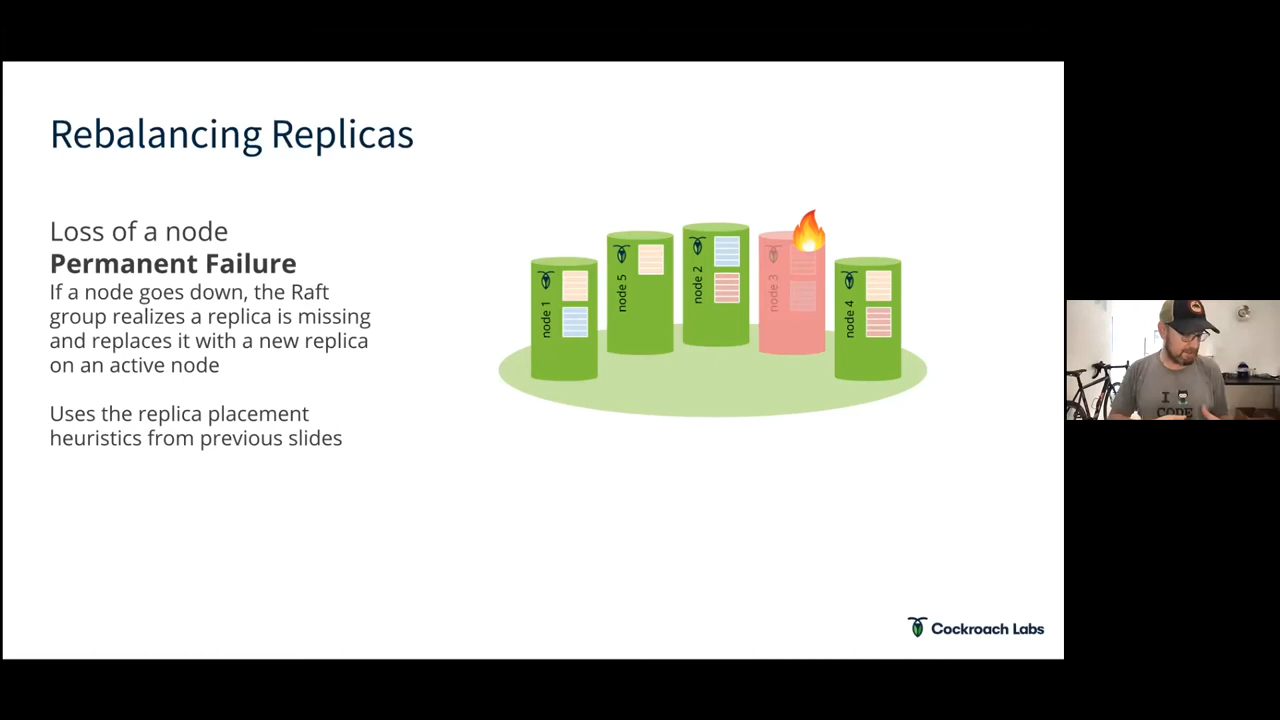 Rebalancing Replicas
Loss of a node
Permanent Failure
If a node goes down, the Raft
group realizes a replica is missing
and replaces it with a new replica
on an active node
Uses the replica placement
heuristics from previous slides
node 1
node 5
node 2
node 3
node 4
Cockroach Labs
I
CODE